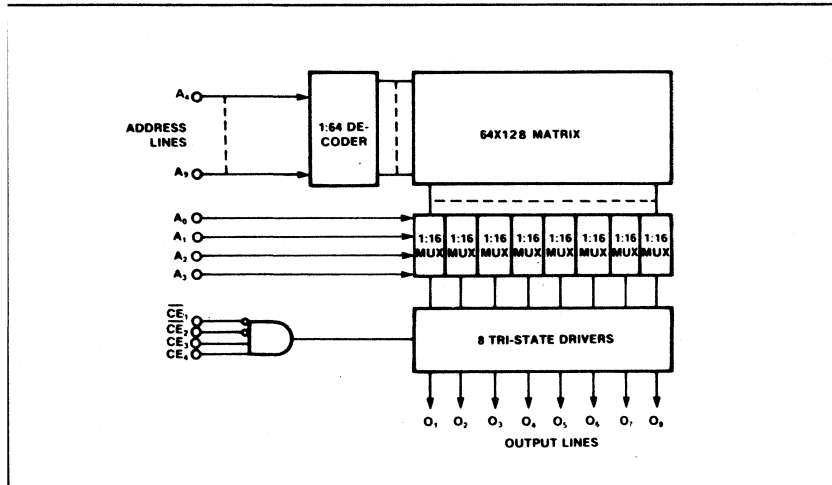 A₄
ADDRESS
LINES
A₉
1:64 DE-
CODER
64X128 MATRIX
A₀
A₁
A₂
A₃
1:16 MUX
1:16 MUX
1:16 MUX
1:16 MUX
1:16 MUX
1:16 MUX
1:16 MUX
1:16 MUX
C̅E̅₁
C̅E̅₂
CE₃
CE₄
8 TRI-STATE DRIVERS
O₁ O₂ O₃ O₄ O₅ O₆ O₇ O₈
OUTPUT LINES